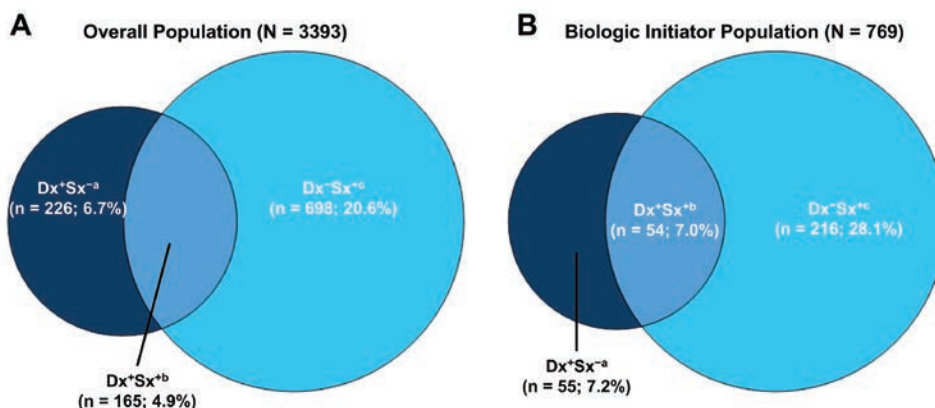 A Overall Population (N = 3393)
Dx⁺Sx⁻ᵃ
(n = 226; 6.7%)
Dx⁻Sx⁺ᶜ
(n = 698; 20.6%)
Dx⁺Sx⁺ᵇ
(n = 165; 4.9%)
B Biologic Initiator Population (N = 769)
Dx⁺Sx⁺ᵇ
(n = 54; 7.0%)
Dx⁻Sx⁺ᶜ
(n = 216; 28.1%)
Dx⁺Sx⁻ᵃ
(n = 55; 7.2%)